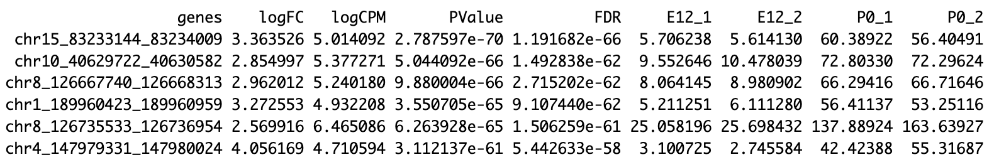 genes logFC logCPM PValue FDR E12_1 E12_2 P0_1 P0_2
chr15_83233144_83234009 3.363526 5.014092 2.787597e-70 1.191682e-66 5.706238 5.614130 60.38922 56.40491
chr10_40629722_40630582 2.854997 5.377271 5.044092e-66 1.492838e-62 9.552646 10.478039 72.80330 72.29624
chr8_126667740_126668313 2.962012 5.240180 9.880004e-66 2.715202e-62 8.064145 8.980902 66.29416 66.71646
chr1_189960423_189960959 3.272553 4.932208 3.550705e-65 9.107440e-62 5.211251 6.111280 56.41137 53.25116
chr8_126735533_126736954 2.569916 6.465086 6.263928e-65 1.506259e-61 25.058196 25.698432 137.88924 163.63927
chr4_147979331_147980024 4.056169 4.710594 3.112137e-61 5.442633e-58 3.100725 2.745584 42.42388 55.31687